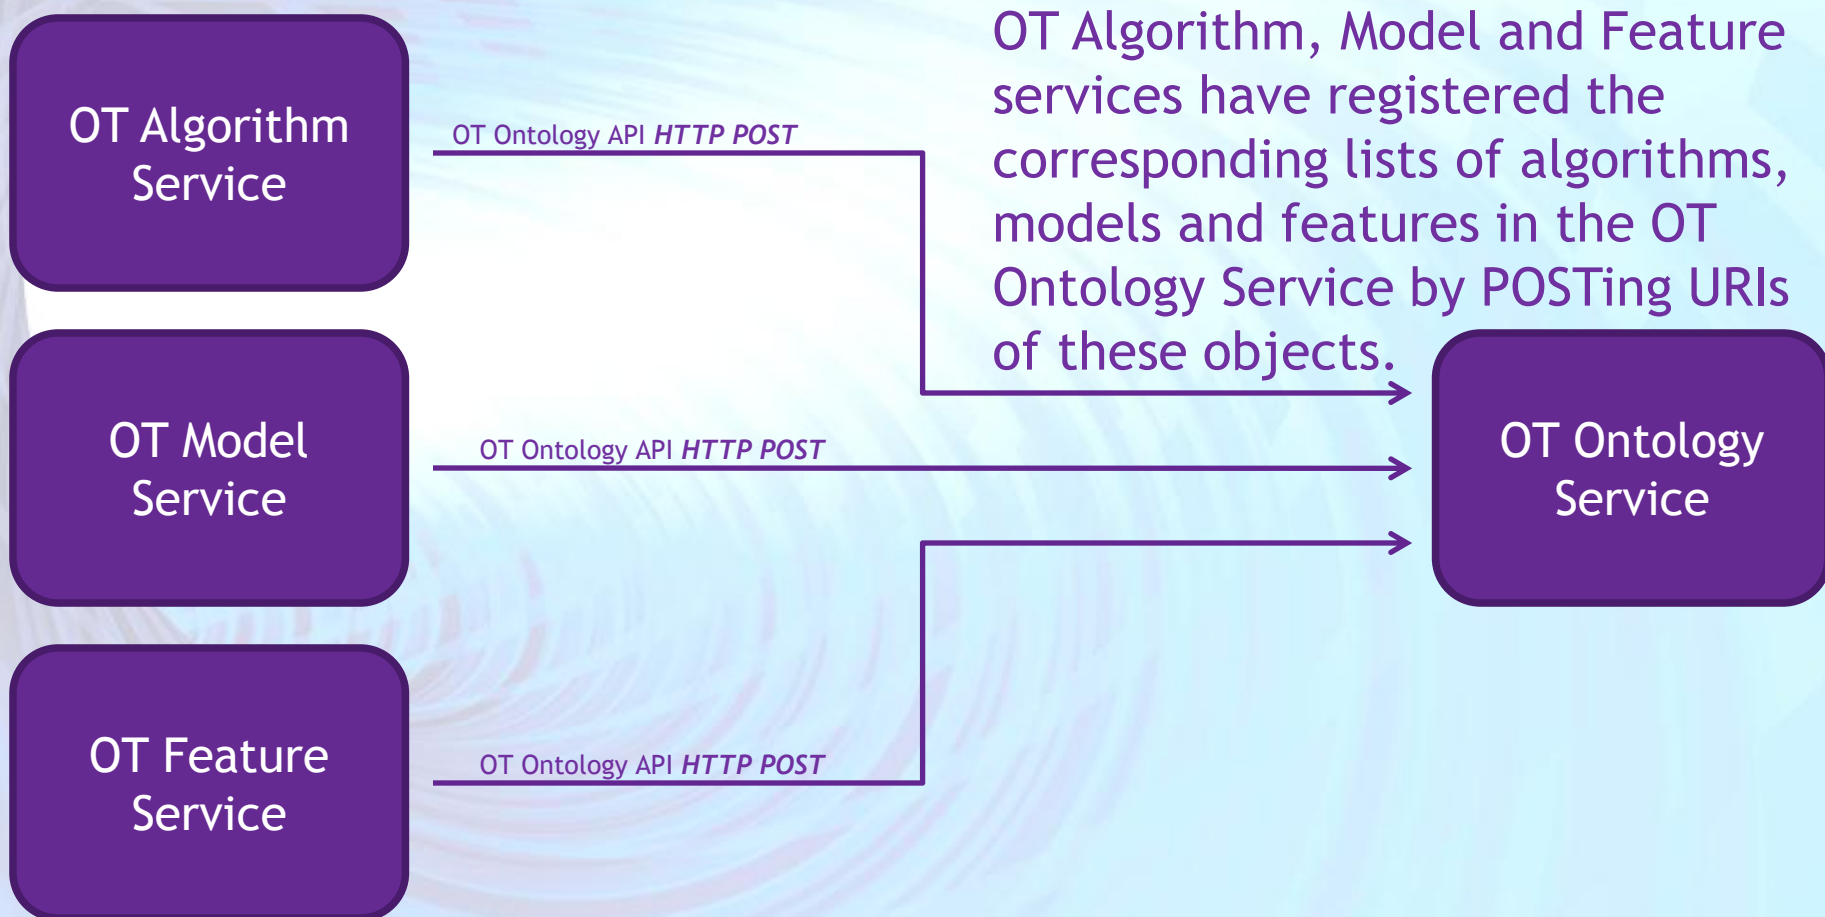 OT Algorithm
Service
OT Ontology API HTTP POST
OT Algorithm, Model and Feature
services have registered the
corresponding lists of algorithms,
models and features in the OT
Ontology Service by POSTing URIs
of these objects.
OT Model
Service
OT Ontology API HTTP POST
OT Ontology
Service
OT Feature
Service
OT Ontology API HTTP POST